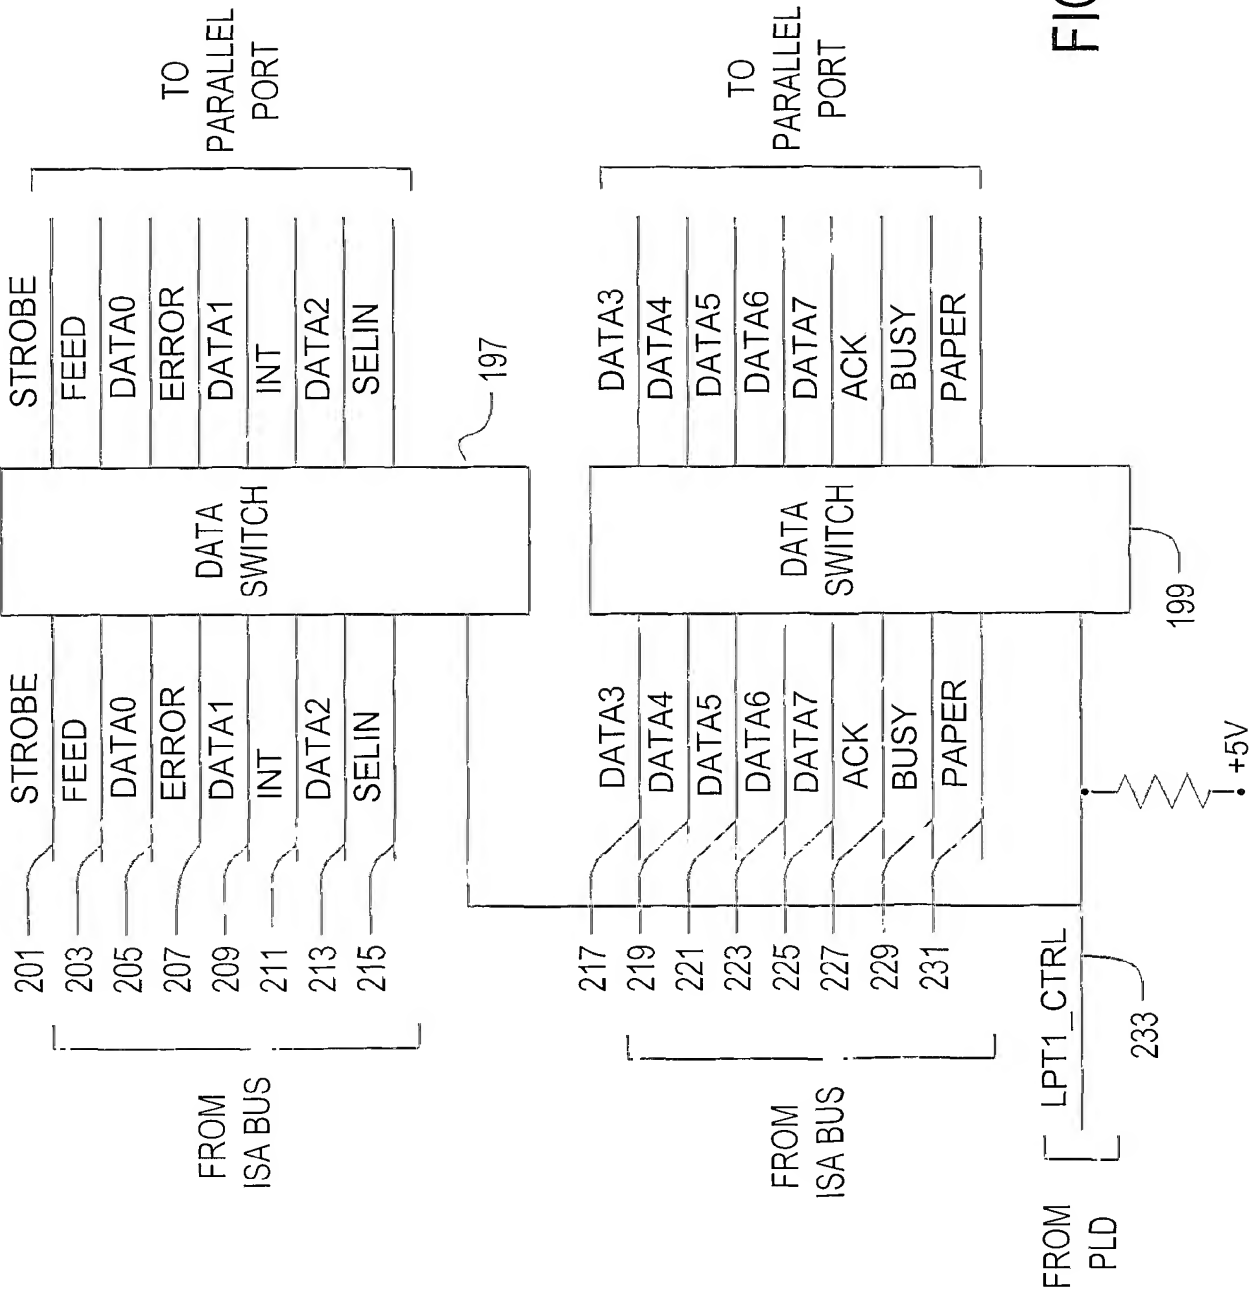 STROBE
FEED
DATA0
ERROR
DATA1
INT
DATA2
SELIN
201
203
205
207
209
211
213
215
FROM
ISA BUS
DATA
SWITCH
197
STROBE
FEED
DATA0
ERROR
DATA1
INT
DATA2
SELIN
TO
PARALLEL
PORT
DATA3
DATA4
DATA5
DATA6
DATA7
ACK
BUSY
PAPER
217
219
221
223
225
227
229
231
FROM
ISA BUS
DATA
SWITCH
199
DATA3
DATA4
DATA5
DATA6
DATA7
ACK
BUSY
PAPER
TO
PARALLEL
PORT
FROM
PLD
LPT1_CTRL
233
+5V